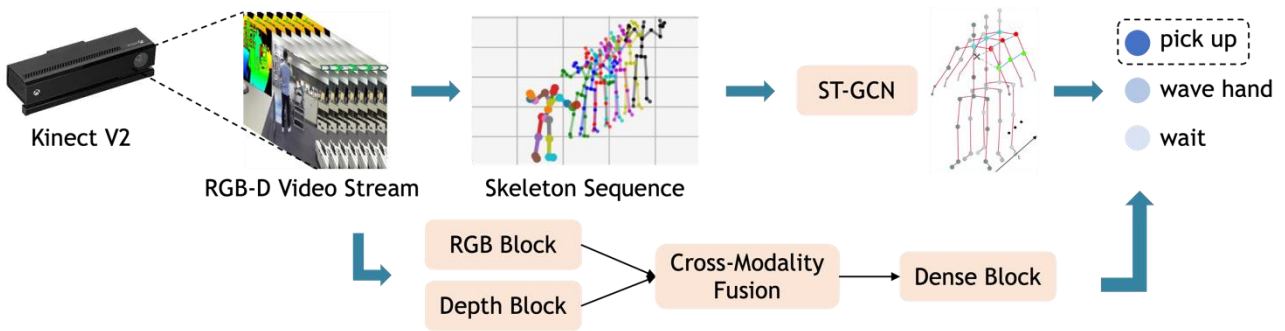 Kinect V2
RGB-D Video Stream
Skeleton Sequence
ST-GCN
pick up
wave hand
wait
RGB Block
Depth Block
Cross-Modality
Fusion
Dense Block